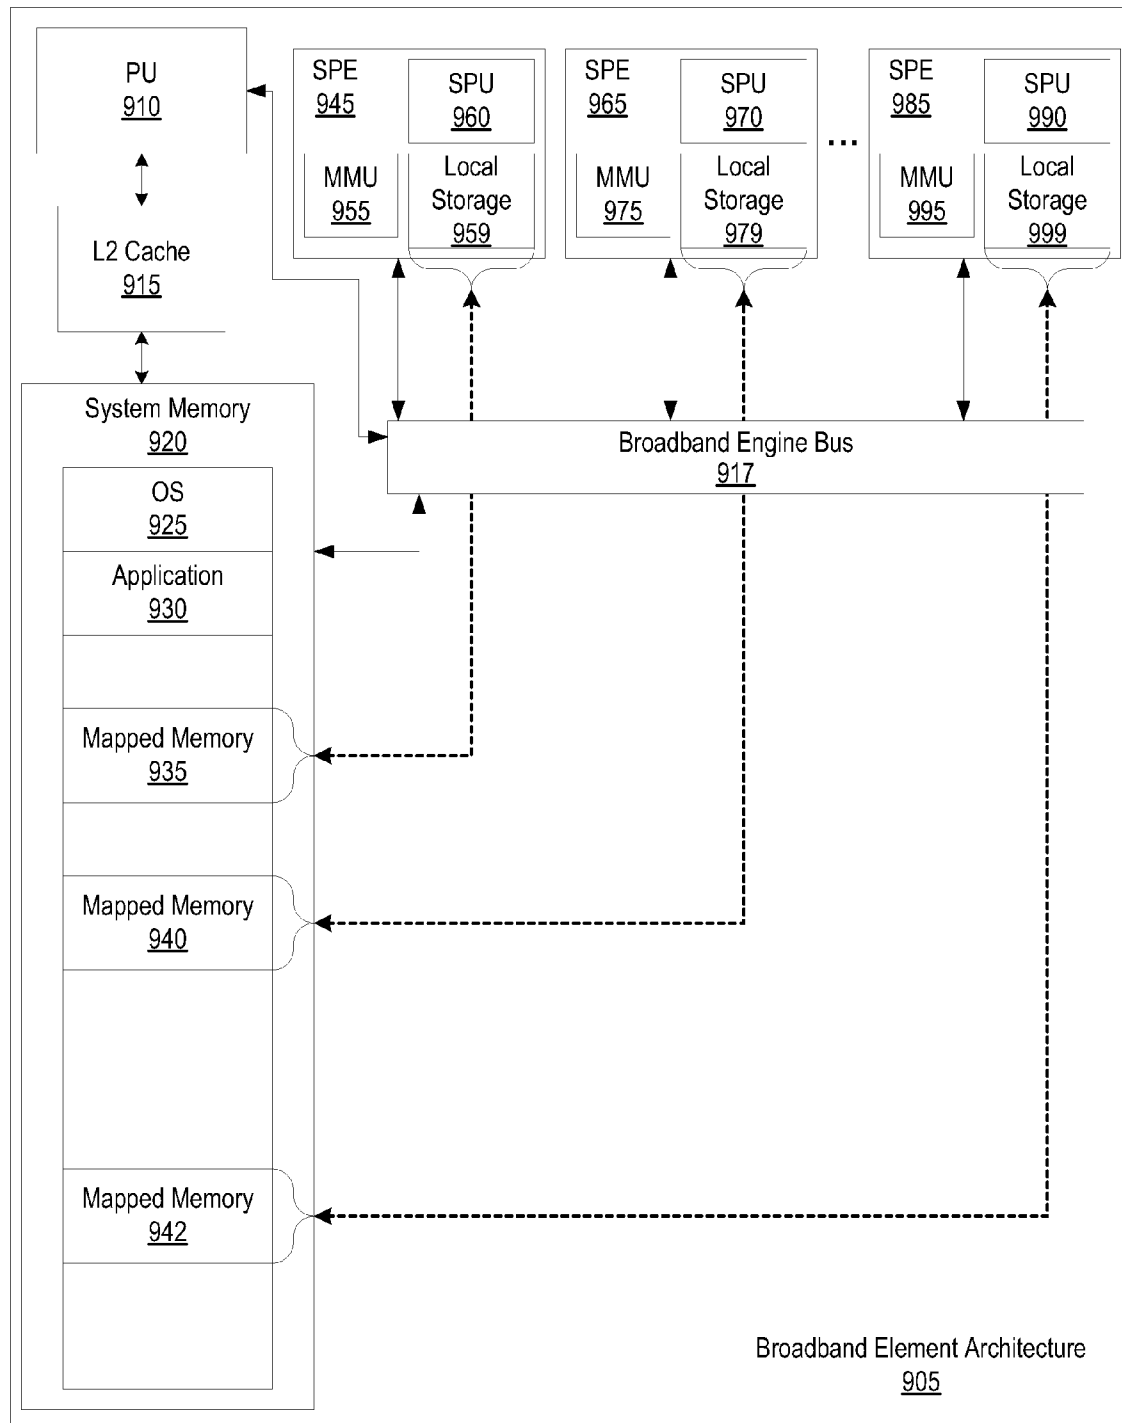 PU
910
L2 Cache
915
SPE
945
SPU
960
MMU
955
Local
Storage
959
SPE
965
SPU
970
MMU
975
Local
Storage
979
...
SPE
985
SPU
990
MMU
995
Local
Storage
999
Broadband Engine Bus
917
System Memory
920
OS
925
Application
930
Mapped Memory
935
Mapped Memory
940
Mapped Memory
942
Broadband Element Architecture
905